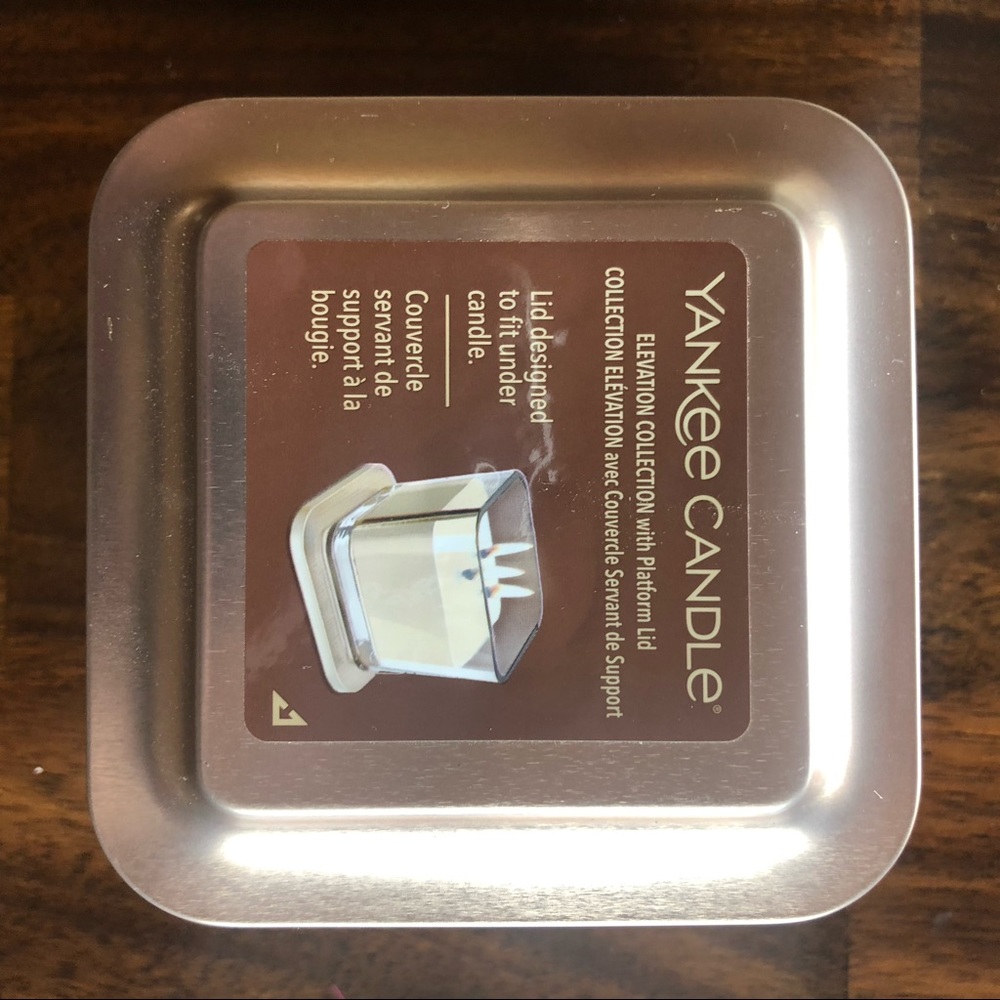 YANKEE CANDLE®
ELEVATION COLLECTION with Platform Lid
COLLECTION ELÉVATION avec Couvercle Servant de Support
Lid designed
to fit under
candle.
Couvercle
servant de
support à la
bougie.